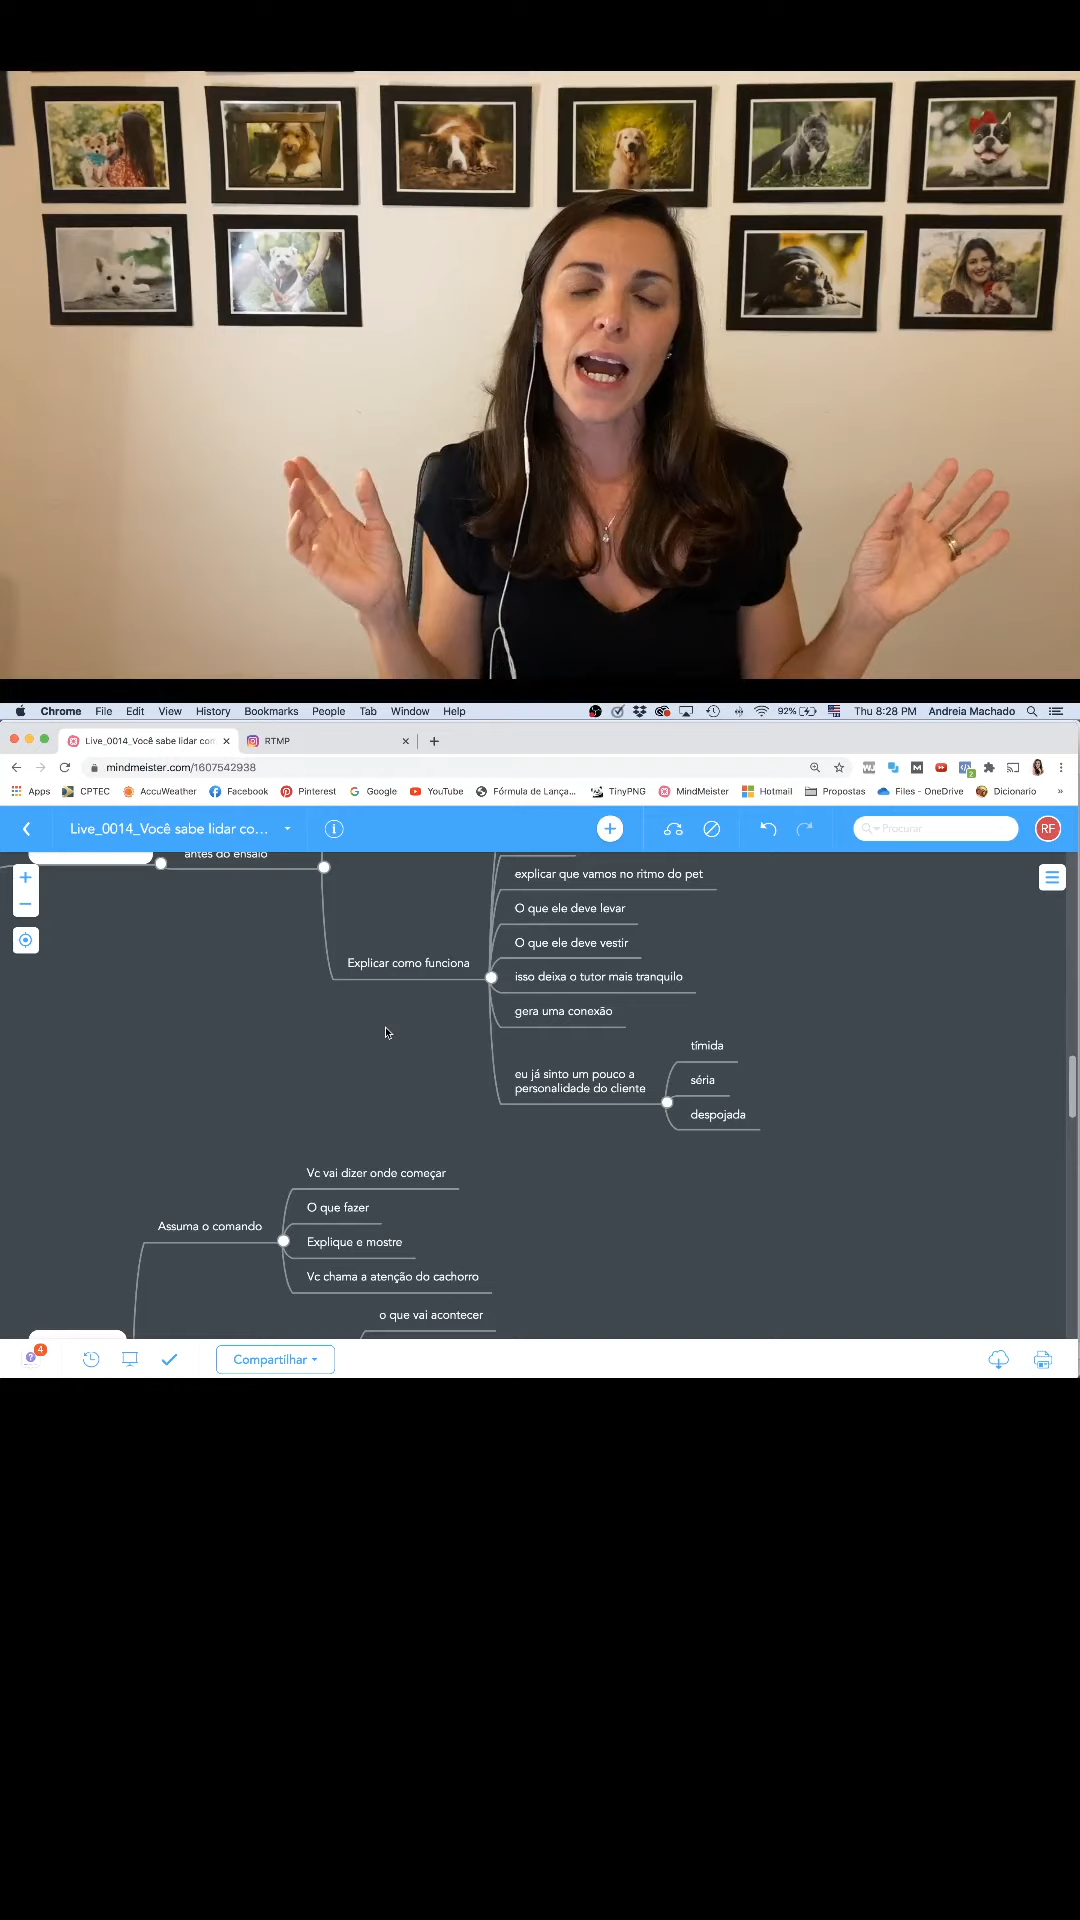 Chrome File Edit View History Bookmarks People Tab Window Help 92% Thu 8:28 PM Andreia Machado
Live_0014_Você sabe lidar con RTMP
mindmeister.com/1607542938
Apps CPTEC AccuWeather Facebook Pinterest Google YouTube Fórmula de Lança... TinyPNG MindMeister Hotmail Propostas Files - OneDrive Dicionario »
Live_0014_Você sabe lidar co... Procurar RF
antes do ensaio
explicar que vamos no ritmo do pet
O que ele deve levar
O que ele deve vestir
Explicar como funciona
isso deixa o tutor mais tranquilo
gera uma conexão
eu já sinto um pouco a
personalidade do cliente
tímida
séria
despojada
Assuma o comando
Vc vai dizer onde começar
O que fazer
Explique e mostre
Vc chama a atenção do cachorro
o que vai acontecer
4
Compartilhar